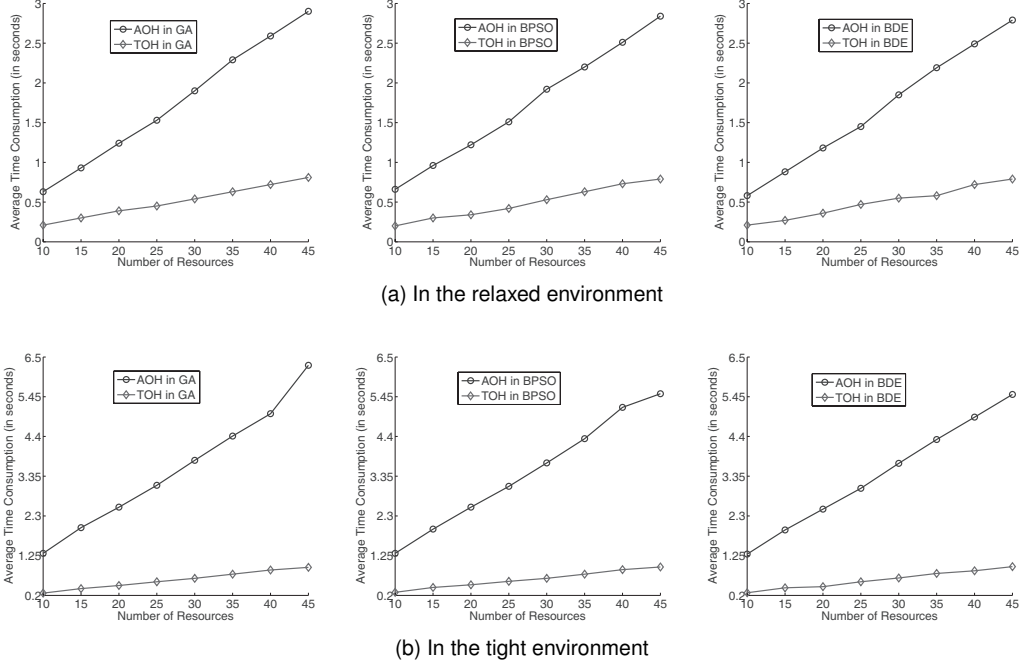 Average Time Consumption (in seconds)
3
2.5
2
1.5
1
0.5
0
AOH in GA
TOH in GA
10 15 20 25 30 35 40 45
Number of Resources
Average Time Consumption (in seconds)
3
2.5
2
1.5
1
0.5
0
AOH in BPSO
TOH in BPSO
10 15 20 25 30 35 40 45
Number of Resources
Average Time Consumption (in seconds)
3
2.5
2
1.5
1
0.5
0
AOH in BDE
TOH in BDE
10 15 20 25 30 35 40 45
Number of Resources
(a) In the relaxed environment
Average Time Consumption (in seconds)
6.5
5.45
4.4
3.35
2.3
1.25
0.2
AOH in GA
TOH in GA
10 15 20 25 30 35 40 45
Number of Resources
Average Time Consumption (in seconds)
6.5
5.45
4.4
3.35
2.3
1.25
0.2
AOH in BPSO
TOH in BPSO
10 15 20 25 30 35 40 45
Number of Resources
Average Time Consumption (in seconds)
6.5
5.45
4.4
3.35
2.3
1.25
0.2
AOH in BDE
TOH in BDE
10 15 20 25 30 35 40 45
Number of Resources
(b) In the tight environment